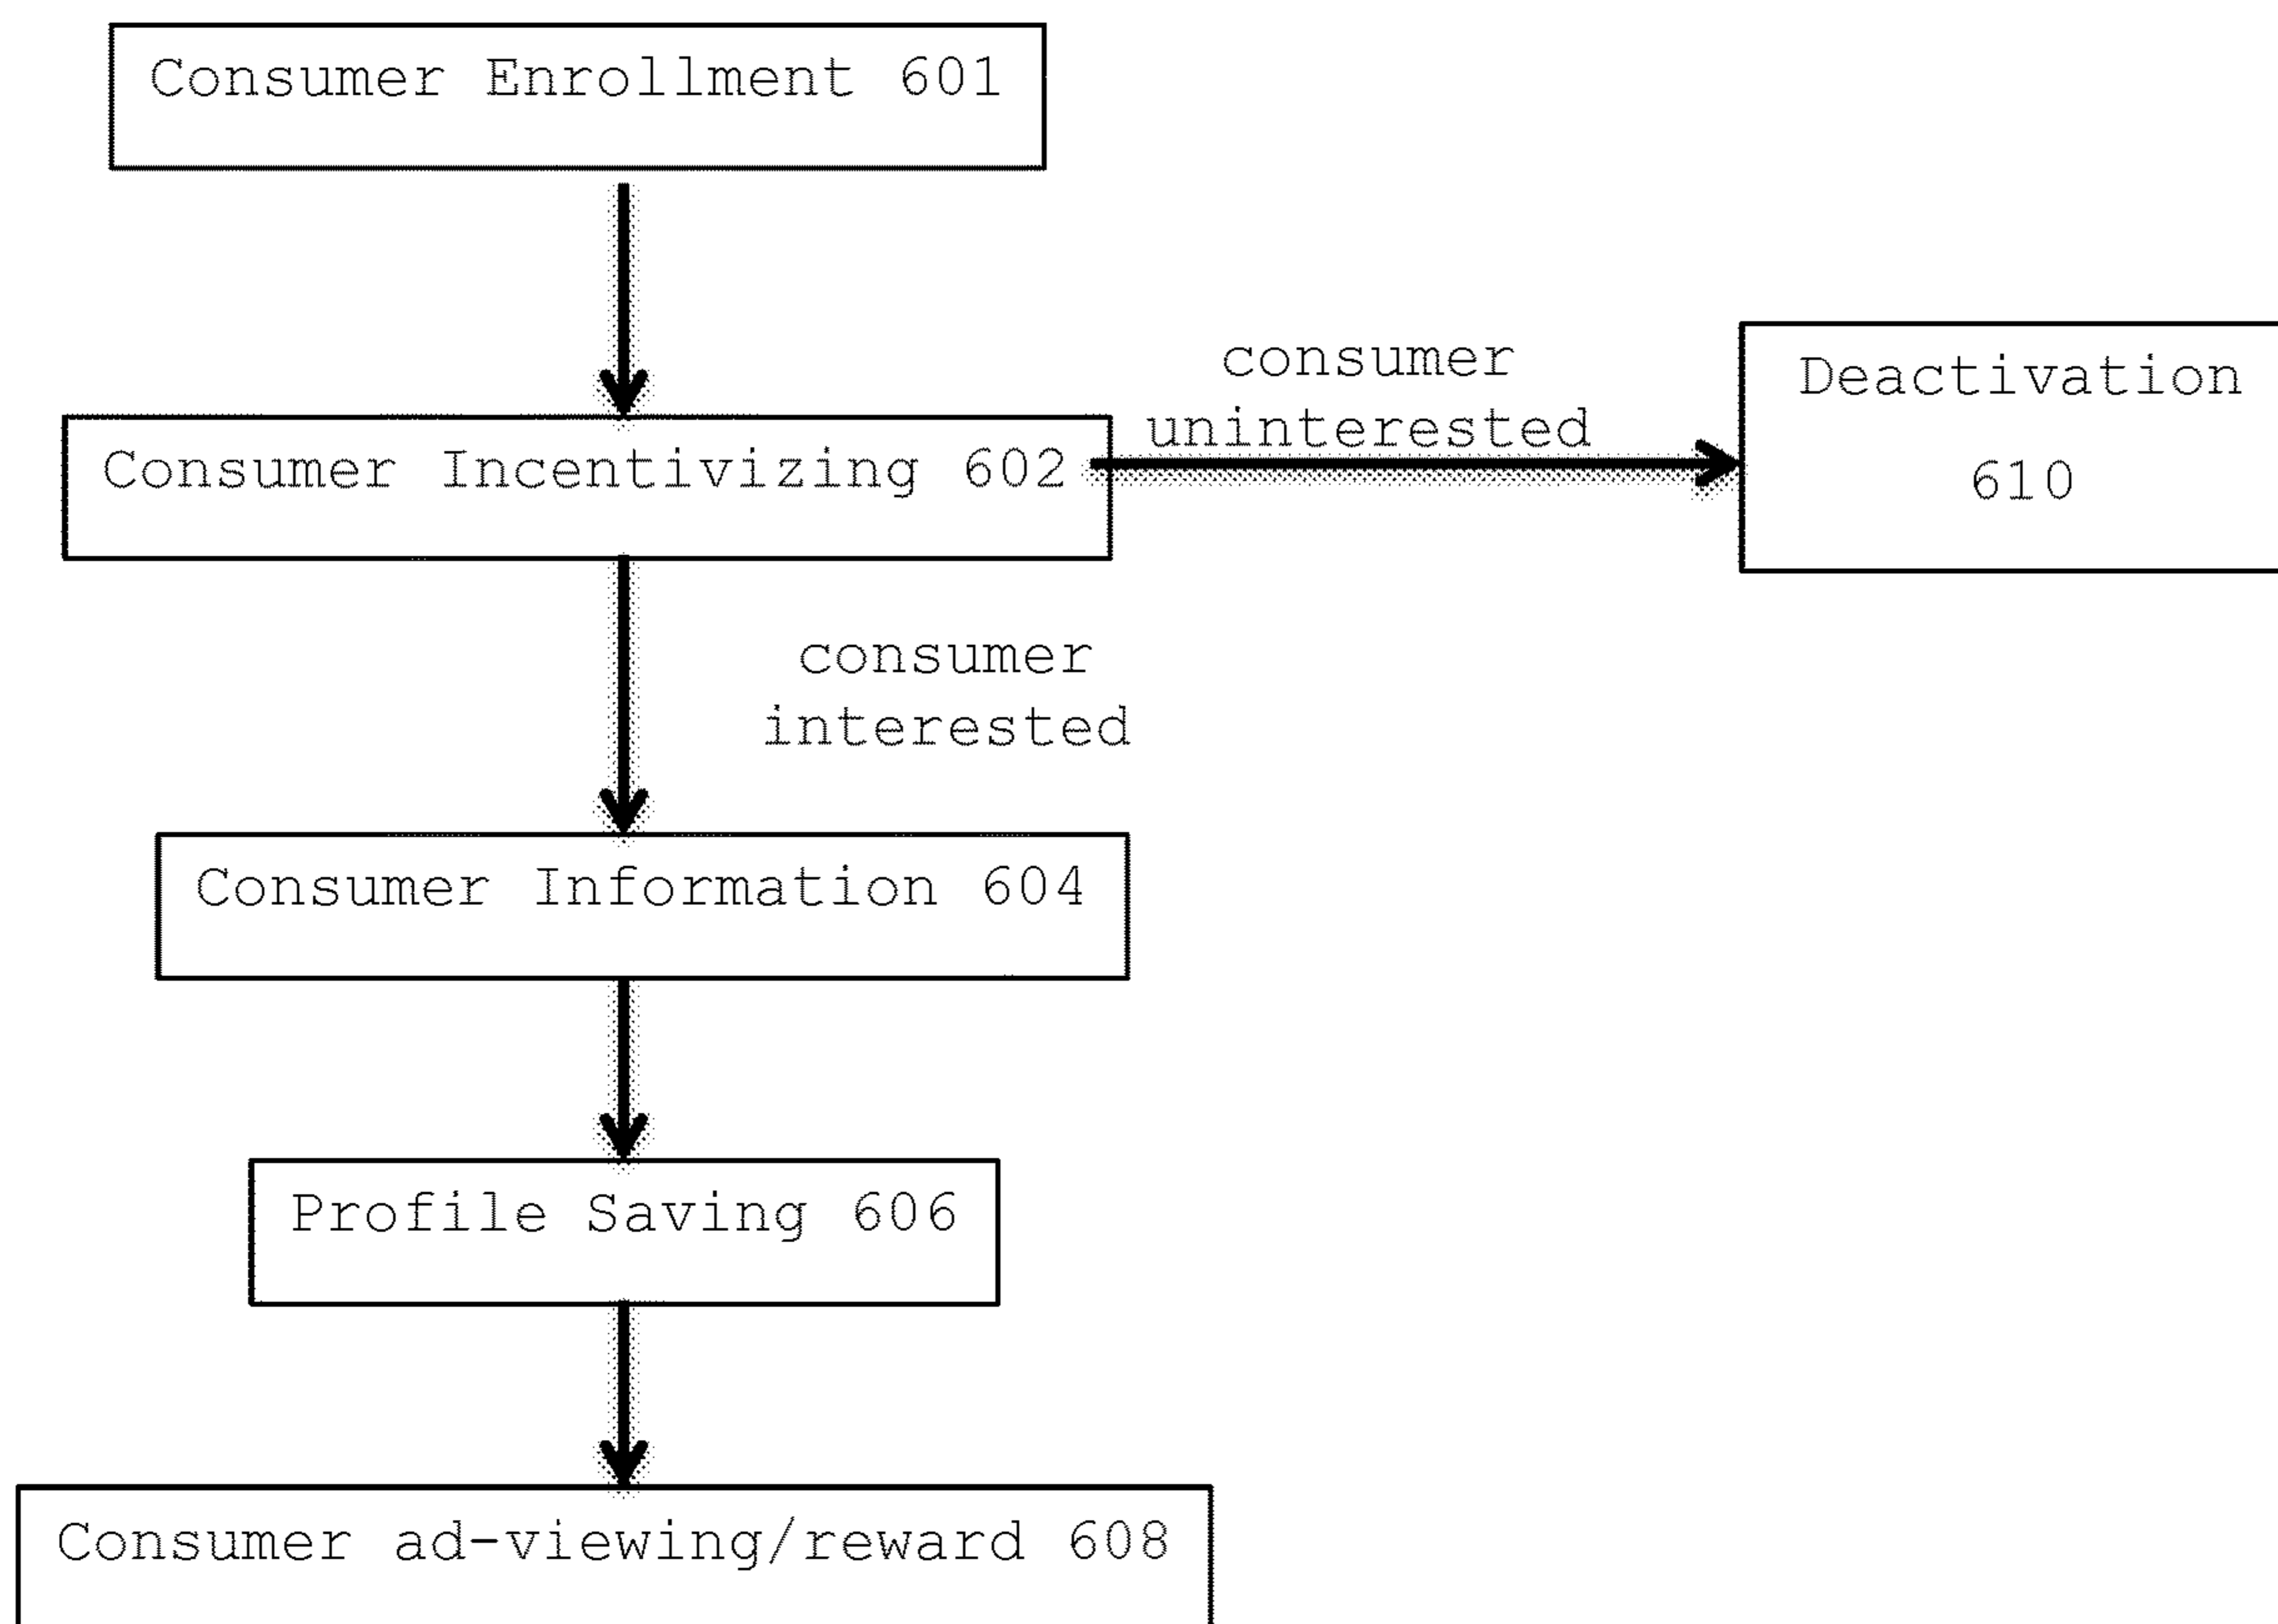 Consumer Enrollment 601
consumer
uninterested
Deactivation
610
Consumer Incentivizing 602
consumer
interested
Consumer Information 604
Profile Saving 606
Consumer ad-viewing/reward 608